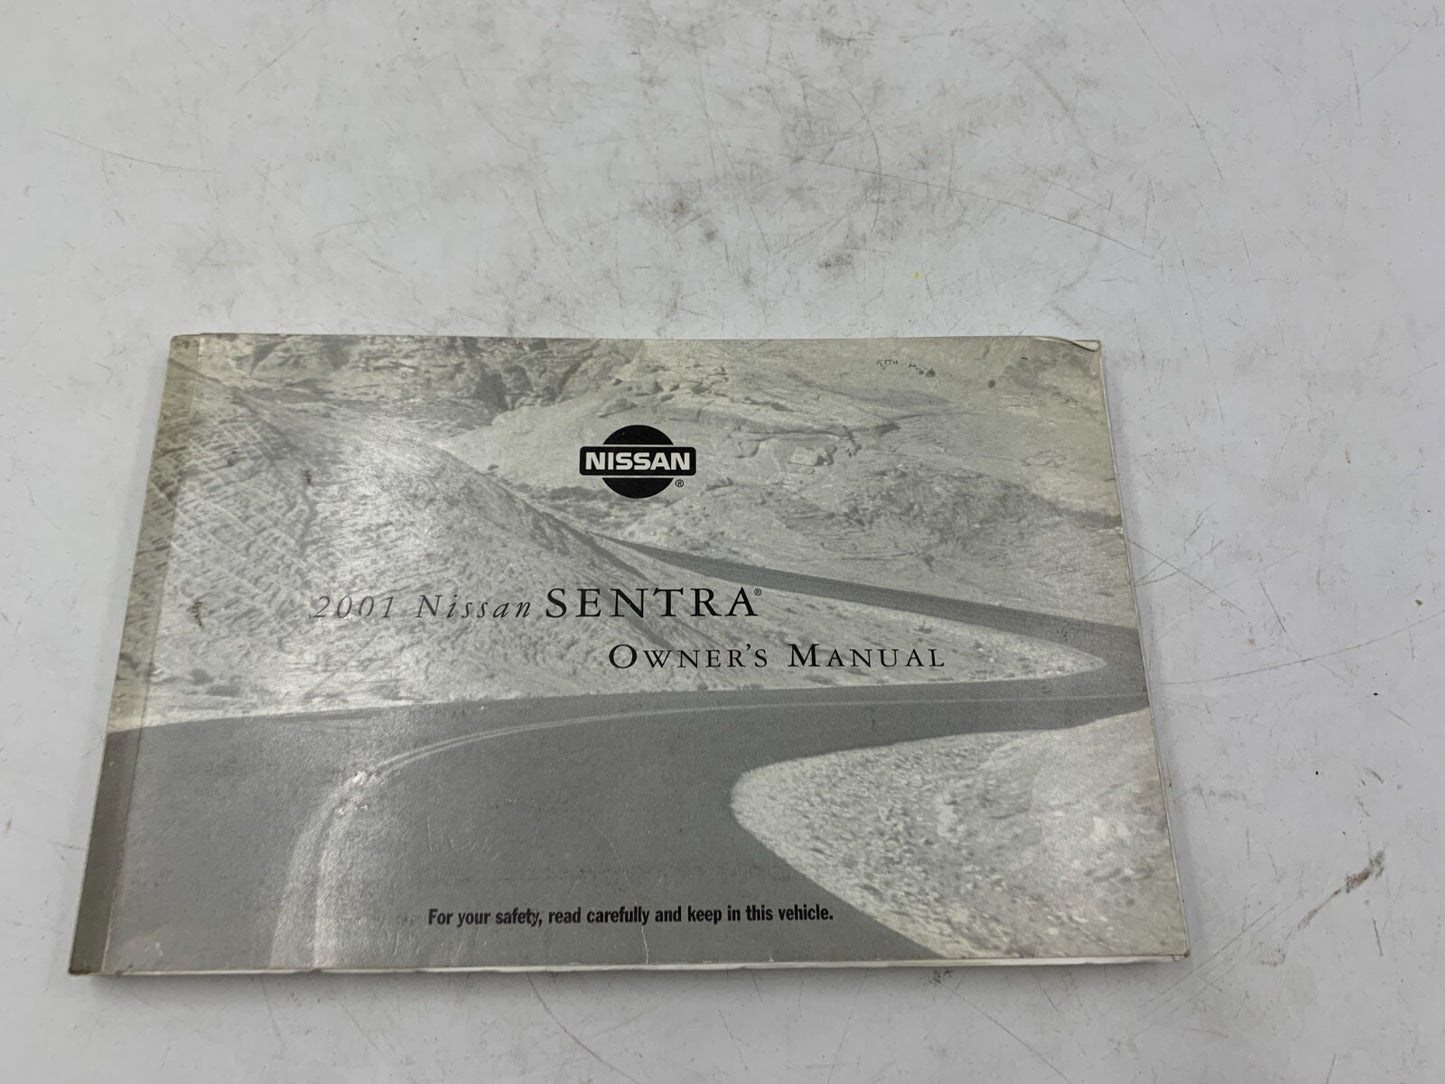 NISSAN
®
2001 Nissan SENTRA®
OWNER'S MANUAL
For your safety, read carefully and keep in this vehicle.